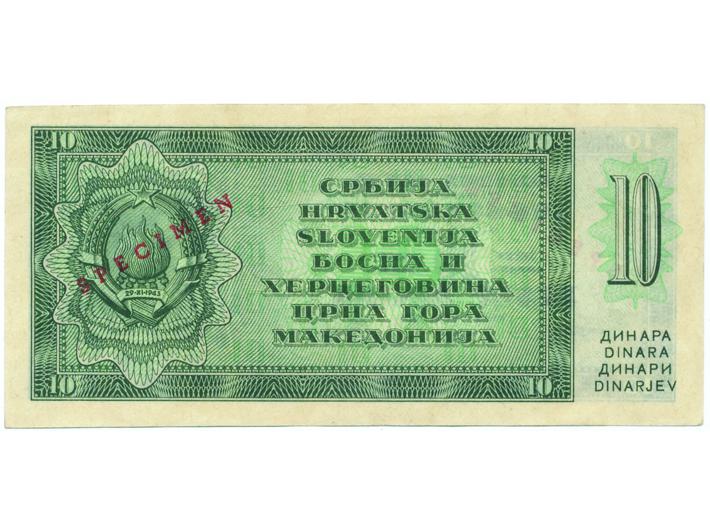 10
10
SPECIMEN
29·XI·1943
СРБИЈА
HRVATSKA
SLOVENIJA
БОСНА И
ХЕРЦЕГОВИНА
ЦРНА ГОРА
МАКЕДОНИЈА
10
10
10
ДИНАРА
DINARA
ДИНАРИ
DINARJEV